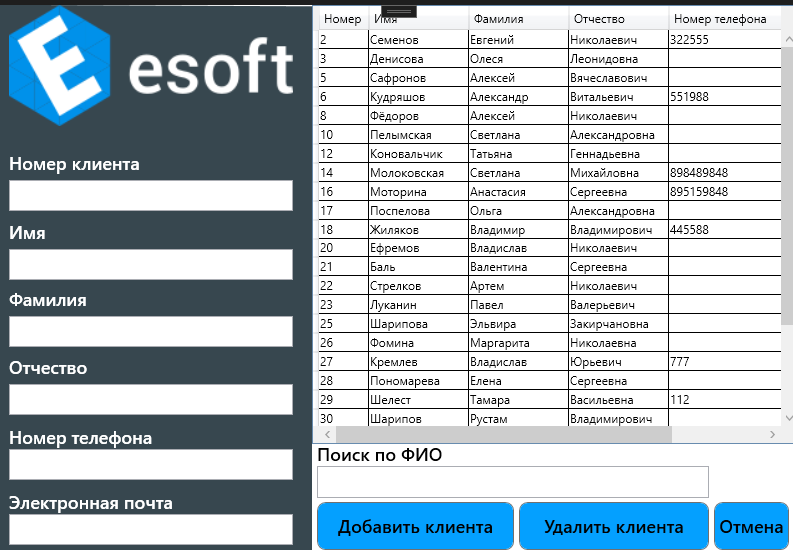 esoft
Номер клиента
Имя
Фамилия
Отчество
Номер телефона
Электронная почта
Номер Имя Фамилия Отчество Номер телефона
2 Семенов Евгений Николаевич 322555
3 Денисова Олеся Леонидовна
5 Сафронов Алексей Вячеславович
6 Кудряшов Александр Витальевич 551988
8 Фёдоров Алексей Николаевич
10 Пелымская Светлана Александровна
12 Коновальчик Татьяна Геннадьевна
14 Молоковская Светлана Михайловна 898489848
16 Моторина Анастасия Сергеевна 895159848
17 Поспелова Ольга Александровна
18 Жиляков Владимир Владимирович 445588
20 Ефремов Владислав Николаевич
21 Баль Валентина Сергеевна
22 Стрелков Артем Николаевич
23 Луканин Павел Валерьевич
25 Шарипова Эльвира Закирчановна
26 Фомина Маргарита Николаевна
27 Кремлев Владислав Юрьевич 777
28 Пономарева Елена Сергеевна
29 Шелест Тамара Васильевна 112
30 Шарипов Рустам Владимирович
Поиск по ФИО
Добавить клиента Удалить клиента Отмена